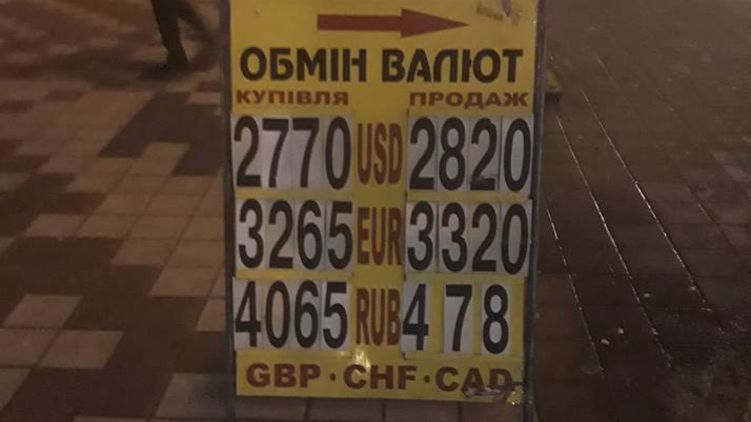 ОБМІН ВАЛЮТ
КУПІВЛЯ ПРОДАЖ
2770 USD 2820
3265 EUR 3320
4065 RUB 478
GBP·CHF·CAD